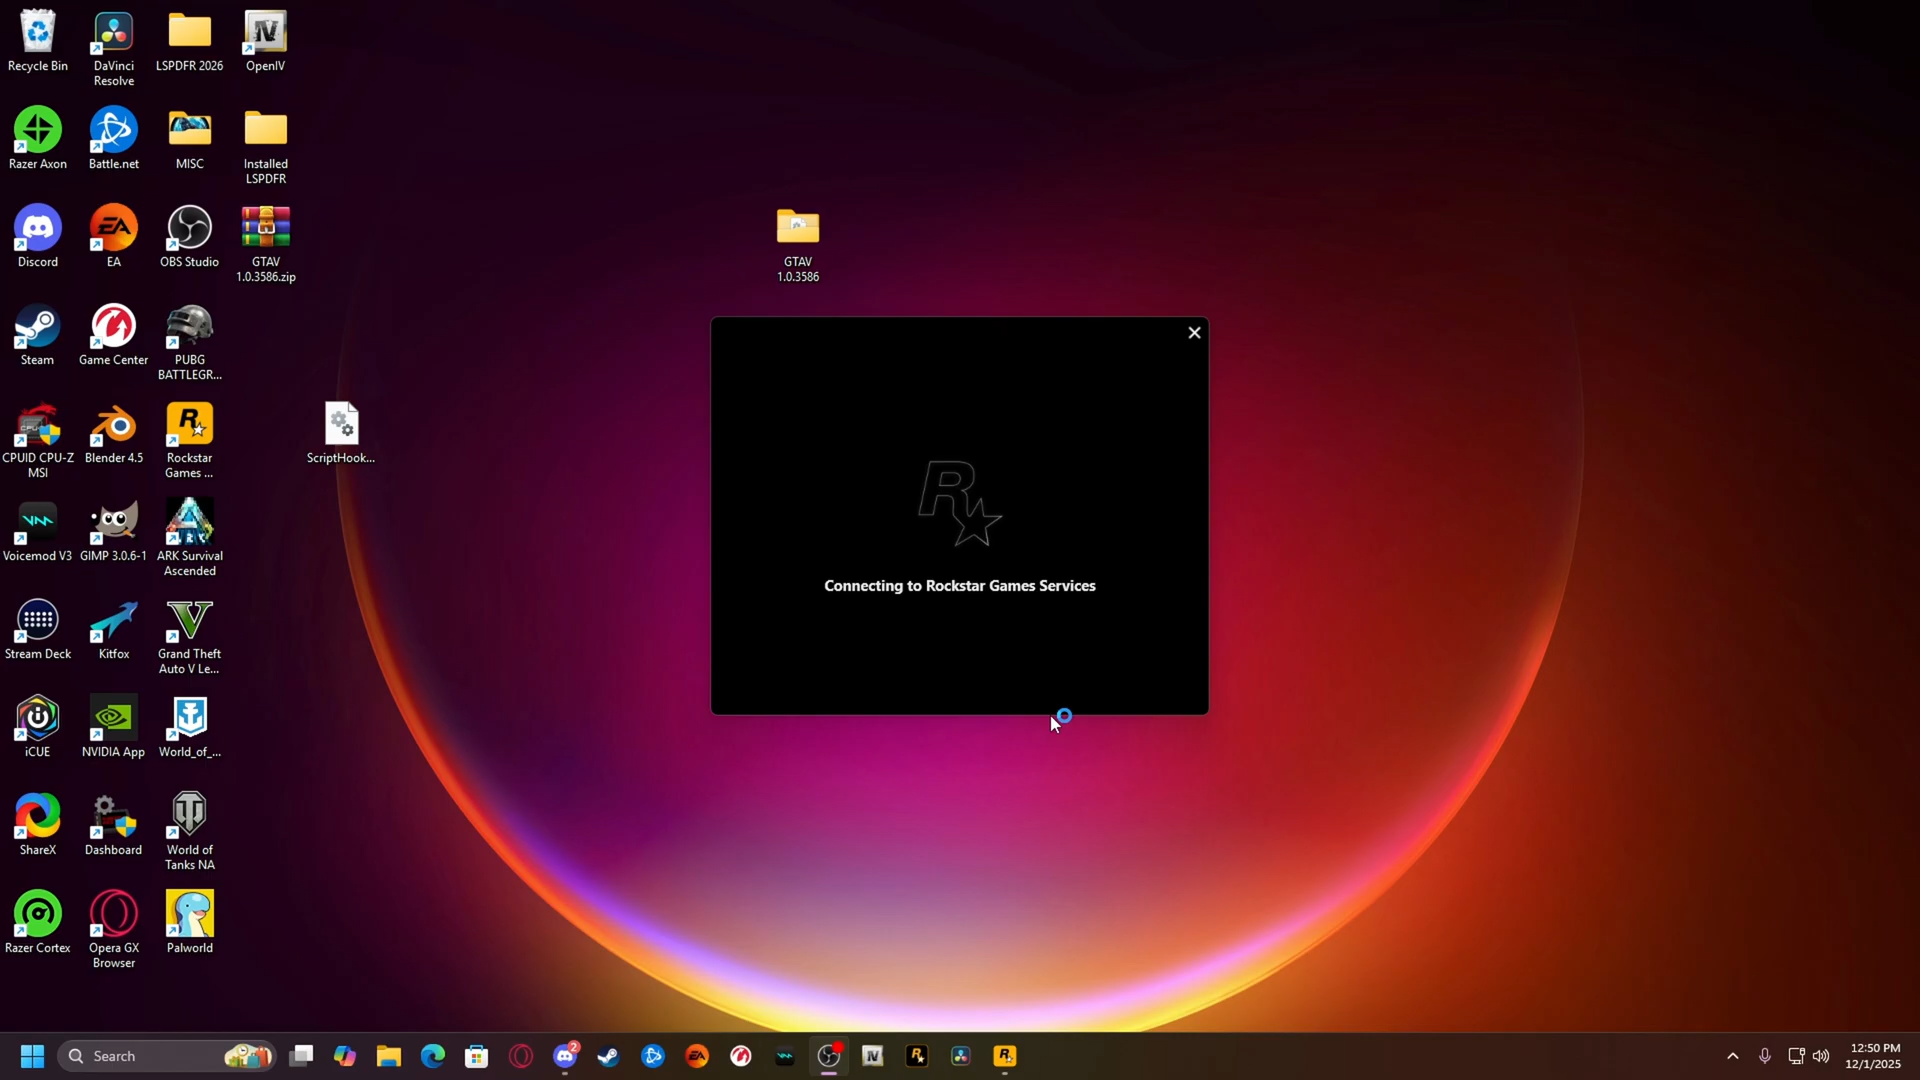 Recycle Bin
DaVinci
Resolve
LSPDFR 2026
OpenIV
Razer Axon
Battle.net
MISC
Installed
LSPDFR
Discord
EA
OBS Studio
GTAV
1.0.3586.zip
GTAV
1.0.3586
Steam
Game Center
PUBG
BATTLEGR...
CPUID CPU-Z
MSI
Blender 4.5
Rockstar
Games ...
ScriptHook...
Connecting to Rockstar Games Services
Voicemod V3
GIMP 3.0.6-1
ARK Survival
Ascended
Stream Deck
Kitfox
Grand Theft
Auto V Le...
iCUE
NVIDIA App
World_of_...
ShareX
Dashboard
World of
Tanks NA
Razer Cortex
Opera GX
Browser
Palworld
Search
2
12:50 PM
12/1/2025